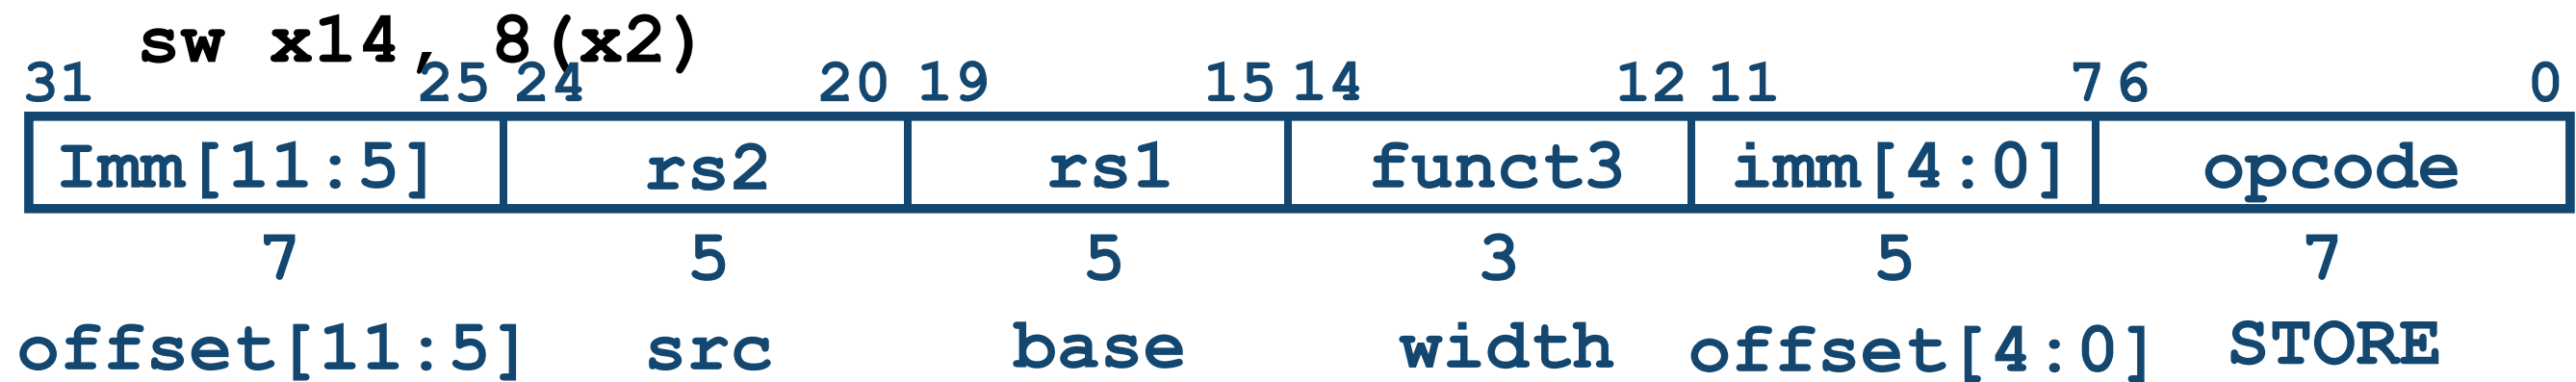 sw x14, 8(x2)
31 25 24 20 19 15 14 12 11 7 6 0
Imm[11:5] rs2 rs1 funct3 imm[4:0] opcode
7 5 5 3 5 7
offset[11:5] src base width offset[4:0] STORE